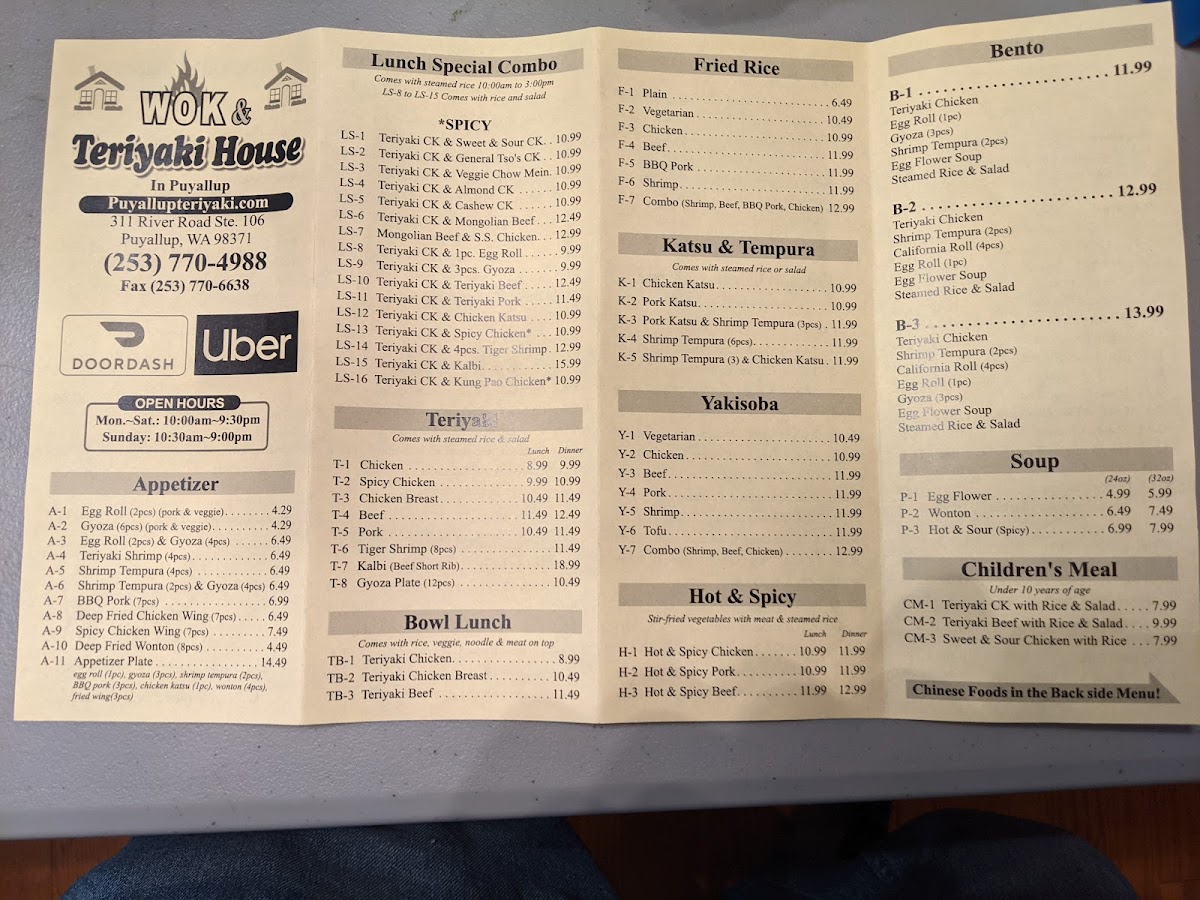 WOK &
Teriyaki House
In Puyallup
Puyallupteriyaki.com
311 River Road Ste. 106
Puyallup, WA 98371
(253) 770-4988
Fax (253) 770-6638
DOORDASH
Uber
OPEN HOURS
Mon.~Sat.: 10:00am~9:30pm
Sunday: 10:30am~9:00pm
Appetizer
A-1 Egg Roll (2pcs) (pork & veggie)........ 4.29
A-2 Gyoza (6pcs) (pork & veggie)........... 4.29
A-3 Egg Roll (2pcs) & Gyoza (4pcs) ....... 6.49
A-4 Teriyaki Shrimp (4pcs)................. 6.49
A-5 Shrimp Tempura (4pcs) ................ 6.49
A-6 Shrimp Tempura (2pcs) & Gyoza (4pcs) 6.49
A-7 BBQ Pork (7pcs) ...................... 6.99
A-8 Deep Fried Chicken Wing (7pcs)..... 6.49
A-9 Spicy Chicken Wing (7pcs) .......... 7.49
A-10 Deep Fried Wonton (8pcs) ........... 4.49
A-11 Appetizer Plate ..................... 14.49
egg roll (1pc), gyoza (3pcs), shrimp tempura (2pcs),
BBQ pork (3pcs), chicken katsu (1pc), wonton (4pcs),
fried wing(3pcs)
Lunch Special Combo
Comes with steamed rice 10:00am to 3:00pm
LS-8 to LS-15 Comes with rice and salad
*SPICY
LS-1 Teriyaki CK & Sweet & Sour CK.. 10.99
LS-2 Teriyaki CK & General Tso's CK .. 10.99
LS-3 Teriyaki CK & Veggie Chow Mein. 10.99
LS-4 Teriyaki CK & Almond CK ....... 10.99
LS-5 Teriyaki CK & Cashew CK ....... 10.99
LS-6 Teriyaki CK & Mongolian Beef... 12.49
LS-7 Mongolian Beef & S.S. Chicken... 12.99
LS-8 Teriyaki CK & 1pc. Egg Roll ....... 9.99
LS-9 Teriyaki CK & 3pcs. Gyoza ........ 9.99
LS-10 Teriyaki CK & Teriyaki Beef ..... 12.49
LS-11 Teriyaki CK & Teriyaki Pork ..... 11.49
LS-12 Teriyaki CK & Chicken Katsu .... 10.99
LS-13 Teriyaki CK & Spicy Chicken* ... 10.99
LS-14 Teriyaki CK & 4pcs. Tiger Shrimp. 12.99
LS-15 Teriyaki CK & Kalbi............. 15.99
LS-16 Teriyaki CK & Kung Pao Chicken* 10.99
Teriyaki
Comes with steamed rice & salad
Lunch Dinner
T-1 Chicken .................... 8.99 9.99
T-2 Spicy Chicken .............. 9.99 10.99
T-3 Chicken Breast.............. 10.49 11.49
T-4 Beef ....................... 11.49 12.49
T-5 Pork ....................... 10.49 11.49
T-6 Tiger Shrimp (8pcs) ................ 11.49
T-7 Kalbi (Beef Short Rib)............... 18.99
T-8 Gyoza Plate (12pcs) ................ 10.49
Bowl Lunch
Comes with rice, veggie, noodle & meat on top
TB-1 Teriyaki Chicken................. 8.99
TB-2 Teriyaki Chicken Breast .......... 10.49
TB-3 Teriyaki Beef ................... 11.49
Fried Rice
F-1 Plain ............................ 6.49
F-2 Vegetarian ....................... 10.49
F-3 Chicken ......................... 10.99
F-4 Beef............................. 11.99
F-5 BBQ Pork ........................ 11.99
F-6 Shrimp........................... 11.99
F-7 Combo (Shrimp, Beef, BBQ Pork, Chicken) 12.99
Katsu & Tempura
Comes with steamed rice or salad
K-1 Chicken Katsu.................... 10.99
K-2 Pork Katsu....................... 10.99
K-3 Pork Katsu & Shrimp Tempura (3pcs) . 11.99
K-4 Shrimp Tempura (6pcs)............. 11.99
K-5 Shrimp Tempura (3) & Chicken Katsu . 11.99
Yakisoba
Y-1 Vegetarian ....................... 10.49
Y-2 Chicken.......................... 10.99
Y-3 Beef............................. 11.99
Y-4 Pork............................. 11.99
Y-5 Shrimp........................... 11.99
Y-6 Tofu............................. 11.99
Y-7 Combo (Shrimp, Beef, Chicken) ........ 12.99
Hot & Spicy
Stir-fried vegetables with meat & steamed rice
Lunch Dinner
H-1 Hot & Spicy Chicken........ 10.99 11.99
H-2 Hot & Spicy Pork........... 10.99 11.99
H-3 Hot & Spicy Beef........... 11.99 12.99
Bento
B-1 ............................ 11.99
Teriyaki Chicken
Egg Roll (1pc)
Gyoza (3pcs)
Shrimp Tempura (2pcs)
Egg Flower Soup
Steamed Rice & Salad
B-2 ............................ 12.99
Teriyaki Chicken
Shrimp Tempura (2pcs)
California Roll (4pcs)
Egg Roll (1pc)
Egg Flower Soup
Steamed Rice & Salad
B-3 ............................ 13.99
Teriyaki Chicken
Shrimp Tempura (2pcs)
California Roll (4pcs)
Egg Roll (1pc)
Gyoza (3pcs)
Egg Flower Soup
Steamed Rice & Salad
Soup
(24oz) (32oz)
P-1 Egg Flower ................ 4.99 5.99
P-2 Wonton .................... 6.49 7.49
P-3 Hot & Sour (Spicy)........... 6.99 7.99
Children's Meal
Under 10 years of age
CM-1 Teriyaki CK with Rice & Salad..... 7.99
CM-2 Teriyaki Beef with Rice & Salad.... 9.99
CM-3 Sweet & Sour Chicken with Rice ... 7.99
Chinese Foods in the Back side Menu!